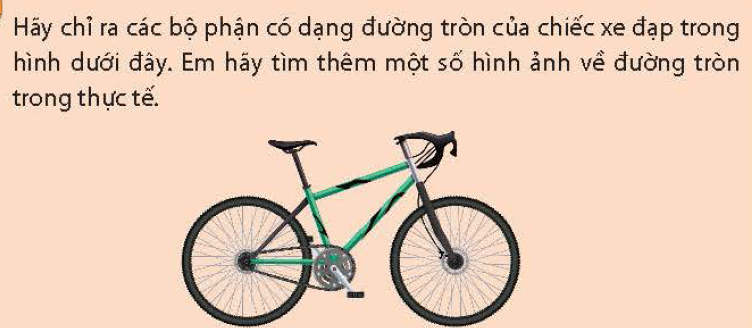 Hãy chỉ ra các bộ phận có dạng đường tròn của chiếc xe đạp trong
hình dưới đây. Em hãy tìm thêm một số hình ảnh về đường tròn
trong thực tế.